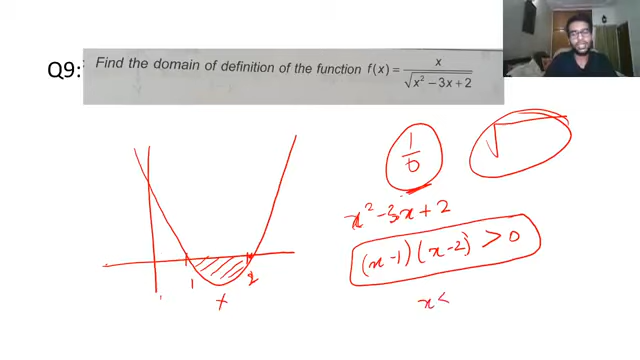 Q9: Find the domain of definition of the function f(x) = x / √(x² − 3x + 2)
1/0
√
x² − 3x + 2
(x−1)(x−2) > 0
1 2
x
x<